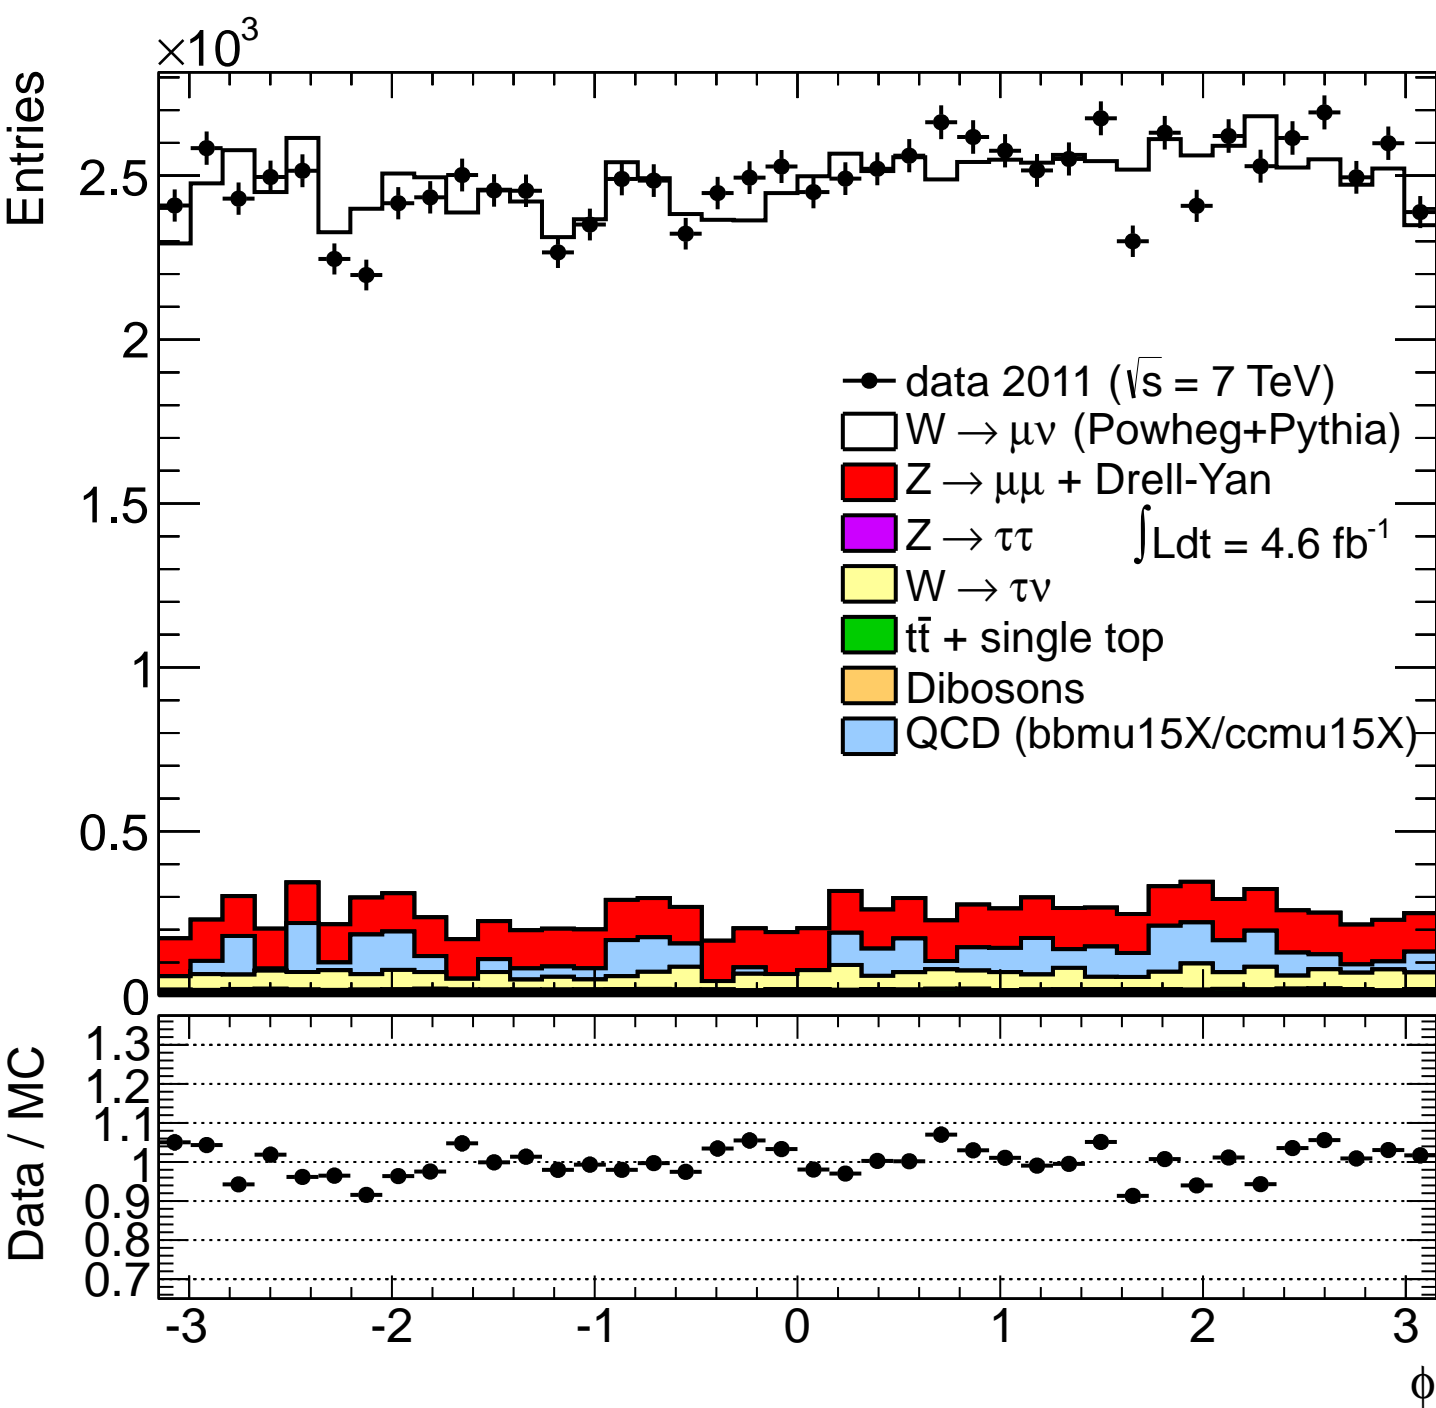 ×10³
Entries
2.5
2
1.5
1
0.5
0
data 2011 (√s = 7 TeV)
W → μν (Powheg+Pythia)
Z → μμ + Drell-Yan
Z → ττ
∫Ldt = 4.6 fb⁻¹
W → τν
tt̄ + single top
Dibosons
QCD (bbmu15X/ccmu15X)
Data / MC
1.3
1.2
1.1
1
0.9
0.8
0.7
-3 -2 -1 0 1 2 3
ϕ